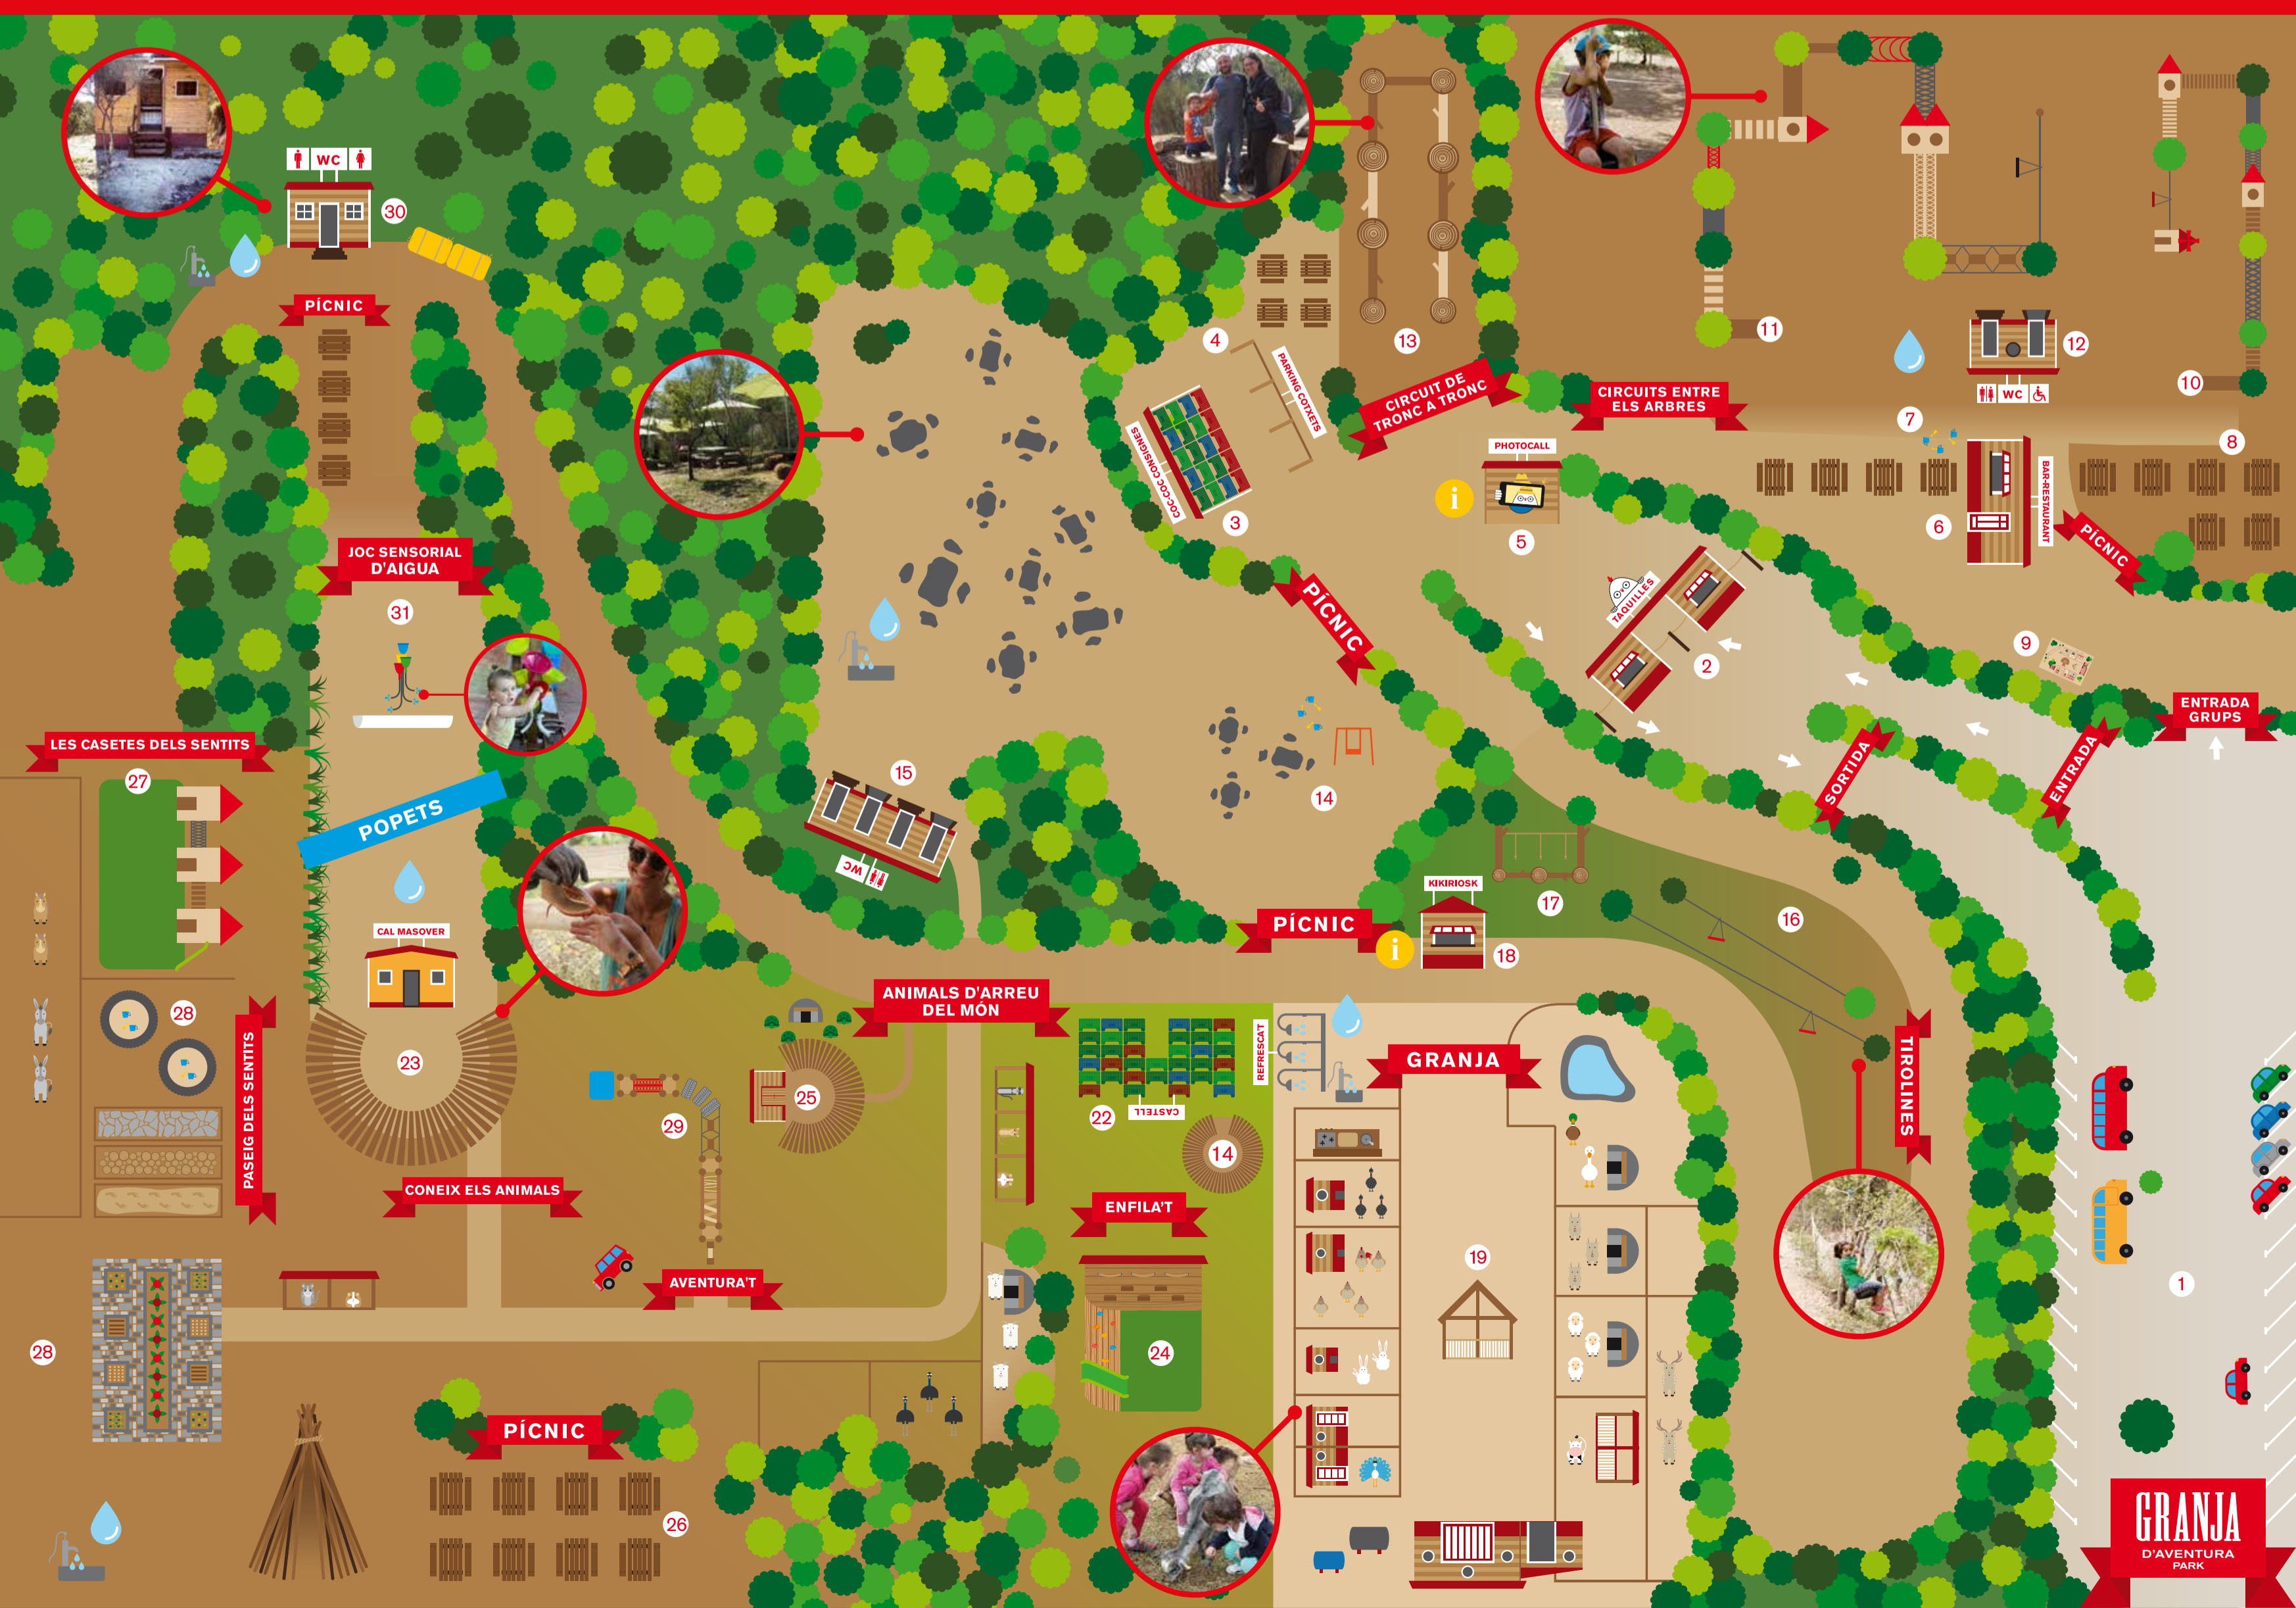 WC
30
PÍCNIC
4
13
PARKING COTXETS
CIRCUIT DE
TRONC A TRONC
CIRCUITS ENTRE
ELS ARBRES
11
12
WC
10
7
8
COC-COC CONSIGNES
3
PHOTOCALL
i
5
6
BAR-RESTAURANT
PÍCNIC
JOC SENSORIAL
D'AIGUA
31
PÍCNIC
TAQUILLES
2
9
ENTRADA
GRUPS
SORTIDA
ENTRADA
LES CASETES DELS SENTITS
27
POPETS
15
WC
14
KIKIRIOSK
17
16
PÍCNIC
i
18
CAL MASOVER
28
23
PASEIG DELS SENTITS
ANIMALS D'ARREU
DEL MÓN
25
29
22
CASTELL
REFRESCA'T
GRANJA
TIROLINES
14
CONEIX ELS ANIMALS
ENFILA'T
AVENTURA'T
19
1
28
24
PÍCNIC
26
GRANJA
D'AVENTURA
PARK